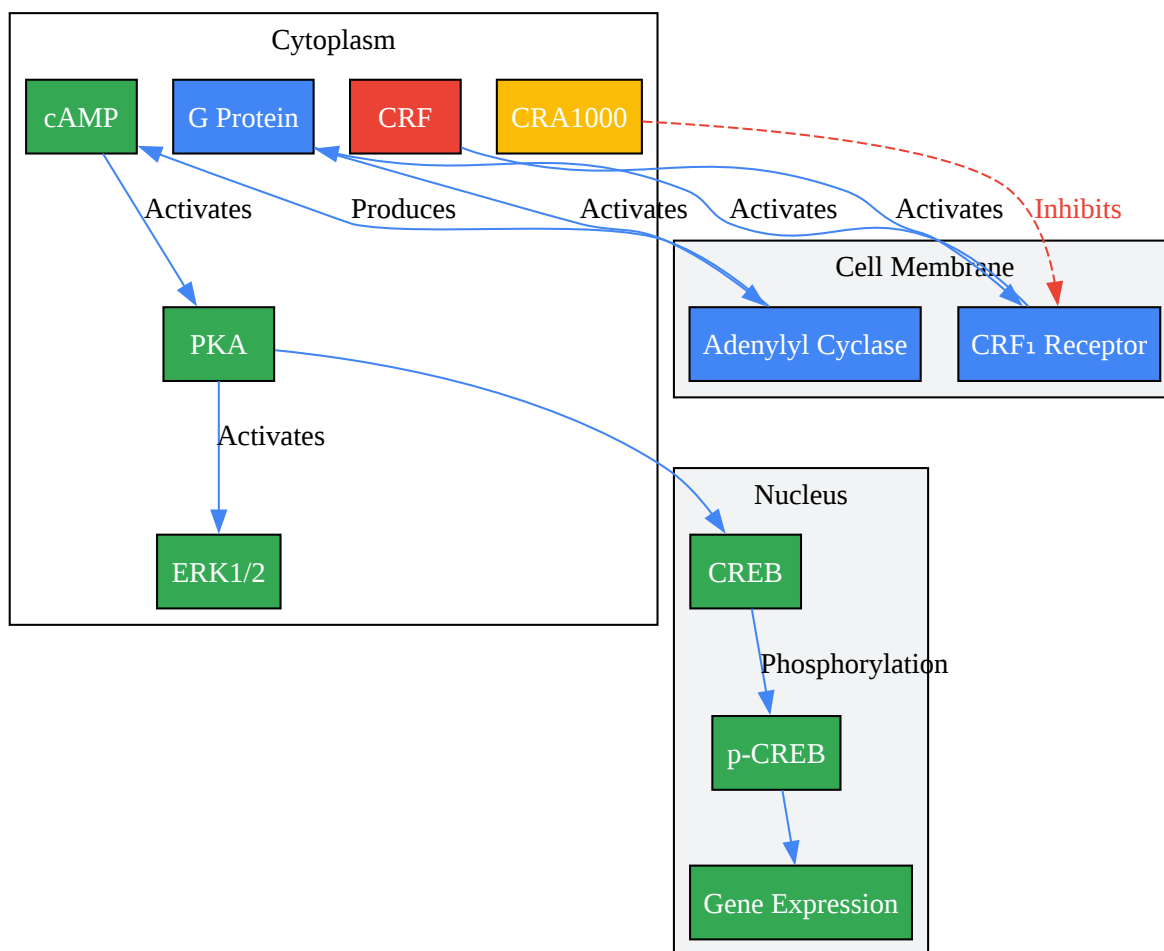 Cytoplasm
cAMP
G Protein
CRF
CRA1000
Activates
Produces
Activates
Activates
Activates
Inhibits
Cell Membrane
PKA
Adenylyl Cyclase
CRF₁ Receptor
Activates
Nucleus
ERK1/2
CREB
Phosphorylation
p-CREB
Gene Expression